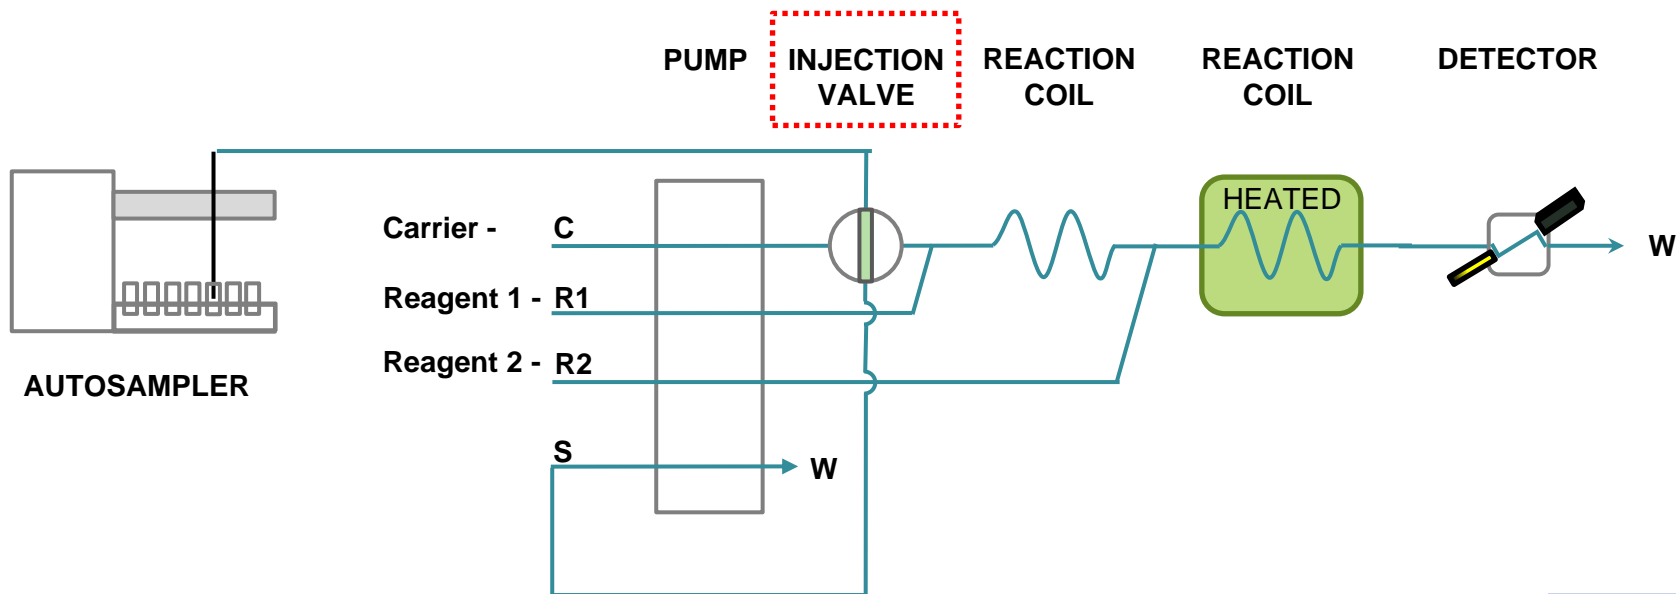 PUMP
INJECTION
VALVE
REACTION
COIL
REACTION
COIL
DETECTOR
HEATED
Carrier - C
W
Reagent 1 - R1
Reagent 2 - R2
AUTOSAMPLER
S
W